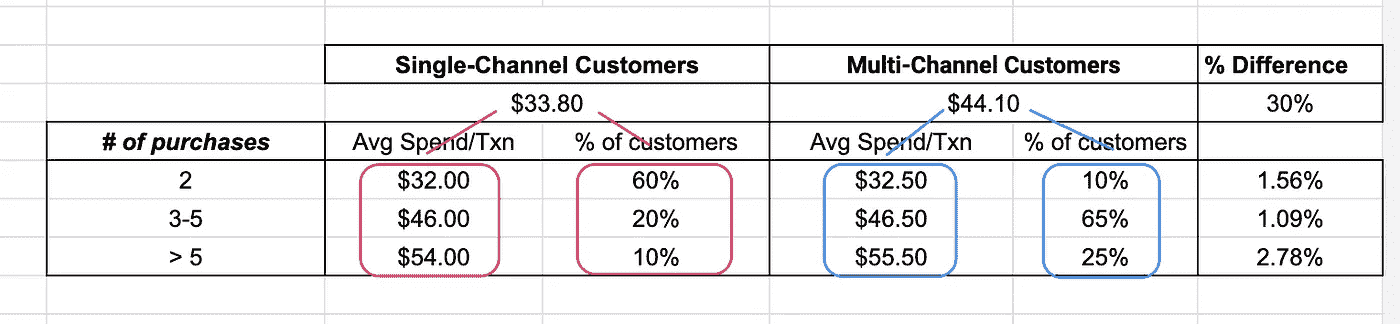 Single-Channel Customers Multi-Channel Customers % Difference
$33.80 $44.10 30%
# of purchases Avg Spend/Txn % of customers Avg Spend/Txn % of customers
2 $32.00 60% $32.50 10% 1.56%
3-5 $46.00 20% $46.50 65% 1.09%
> 5 $54.00 10% $55.50 25% 2.78%